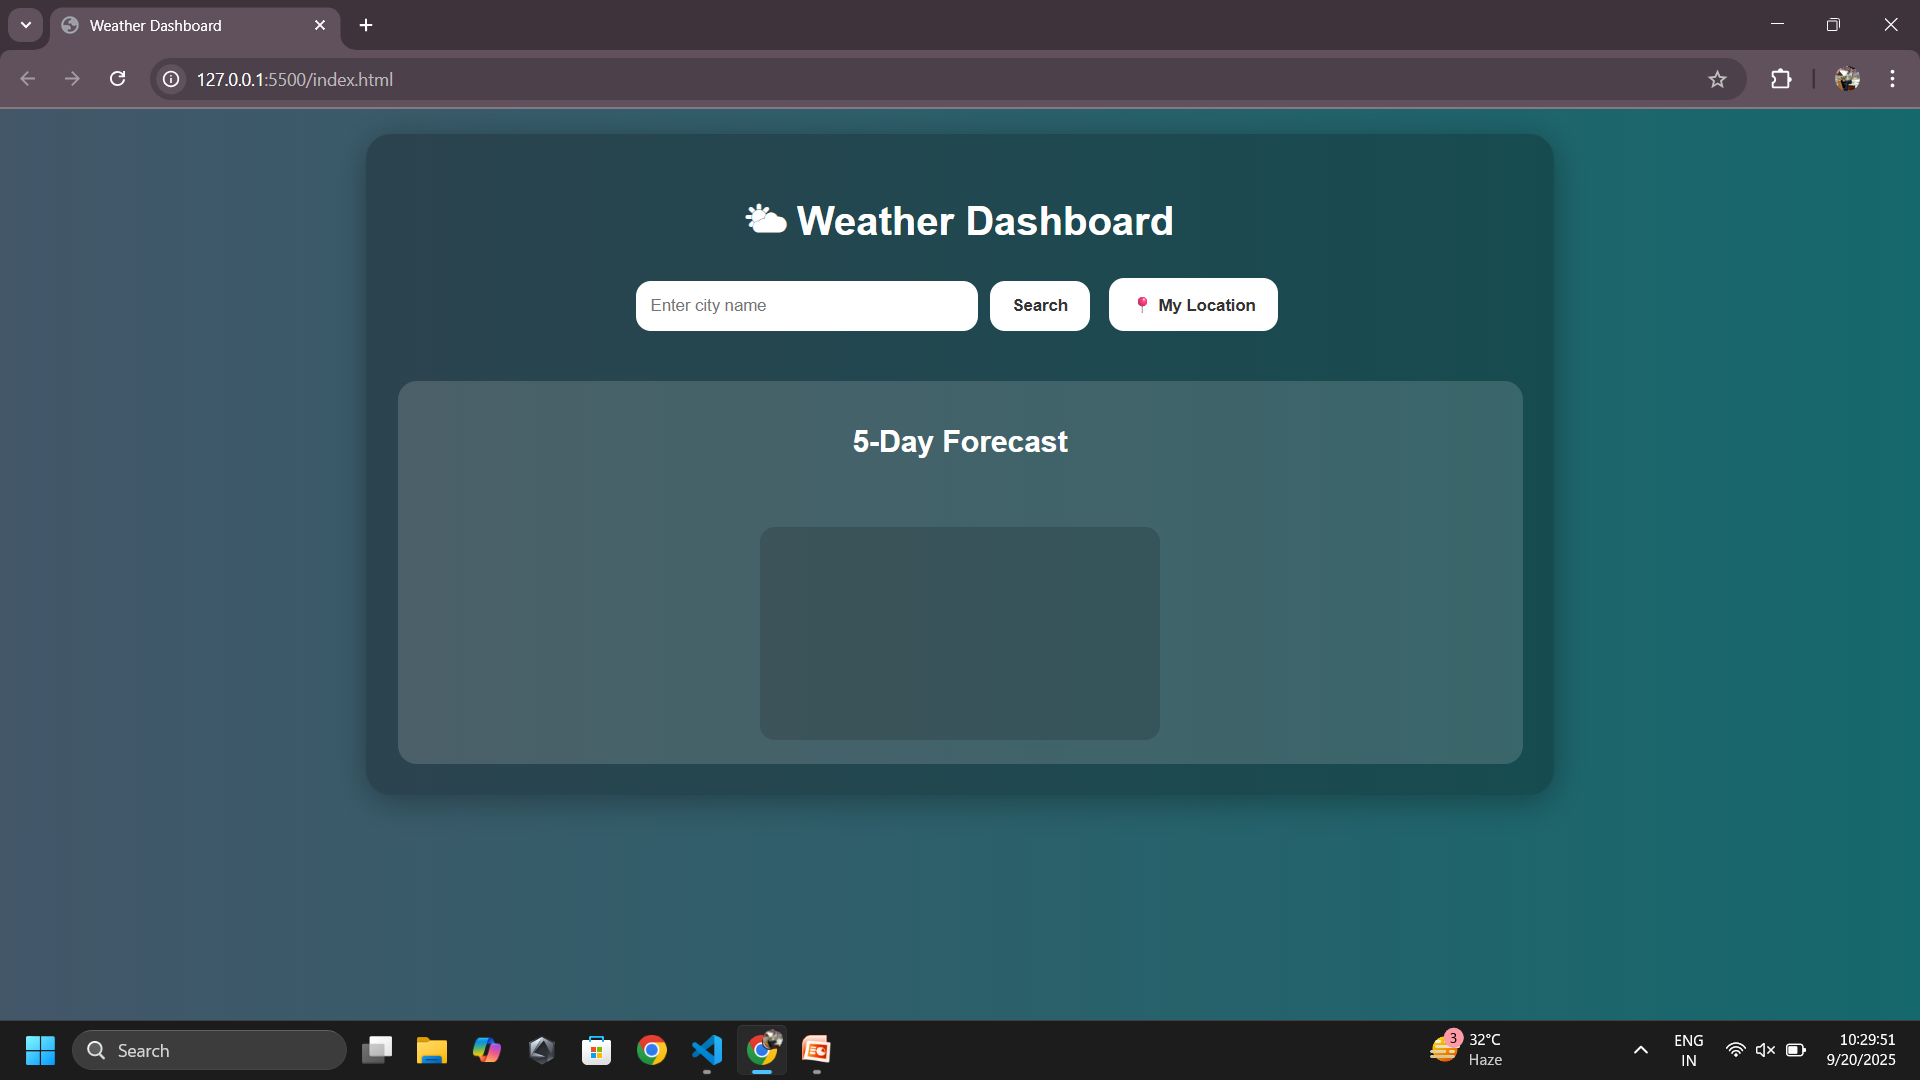 Weather Dashboard
127.0.0.1:5500/index.html
🌥 Weather Dashboard
Enter city name
Search
📍 My Location
5-Day Forecast
Search
3
32°C
Haze
ENG
IN
10:29:51
9/20/2025